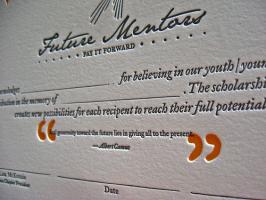 Future Mentors
PAY IT FORWARD
for believing in our youth | youn
in the memory of . The scholarshi
create new possibilities for each recipent to reach their full potential
“ generosity toward the future lies in giving all to the present. ”
—Albert Camus
Date